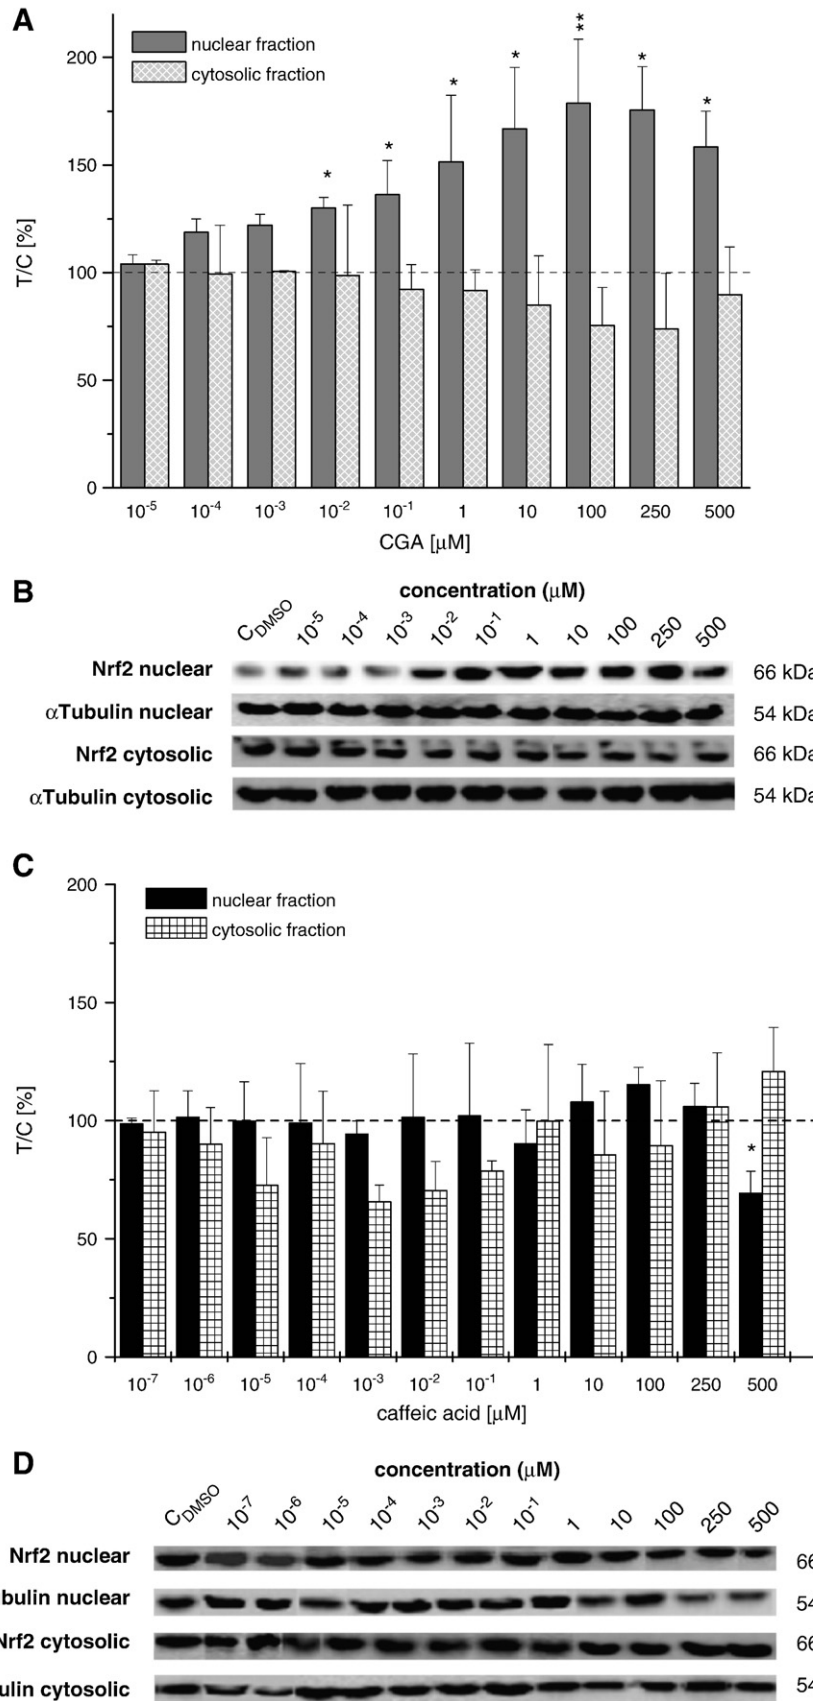 A
nuclear fraction
cytosolic fraction
200
150
100
50
0
T/C [%]
* * * * ** * *
10-5 10-4 10-3 10-2 10-1 1 10 100 250 500
CGA [µM]
B
concentration (µM)
CDMSO 10-5 10-4 10-3 10-2 10-1 1 10 100 250 500
Nrf2 nuclear 66 kDa
αTubulin nuclear 54 kDa
Nrf2 cytosolic 66 kDa
αTubulin cytosolic 54 kDa
C
nuclear fraction
cytosolic fraction
200
150
100
50
0
T/C [%]
*
10-7 10-6 10-5 10-4 10-3 10-2 10-1 1 10 100 250 500
caffeic acid [µM]
D
concentration (µM)
CDMSO 10-7 10-6 10-5 10-4 10-3 10-2 10-1 1 10 100 250 500
Nrf2 nuclear 66
bulin nuclear 54
Nrf2 cytosolic 66
ulin cytosolic 54